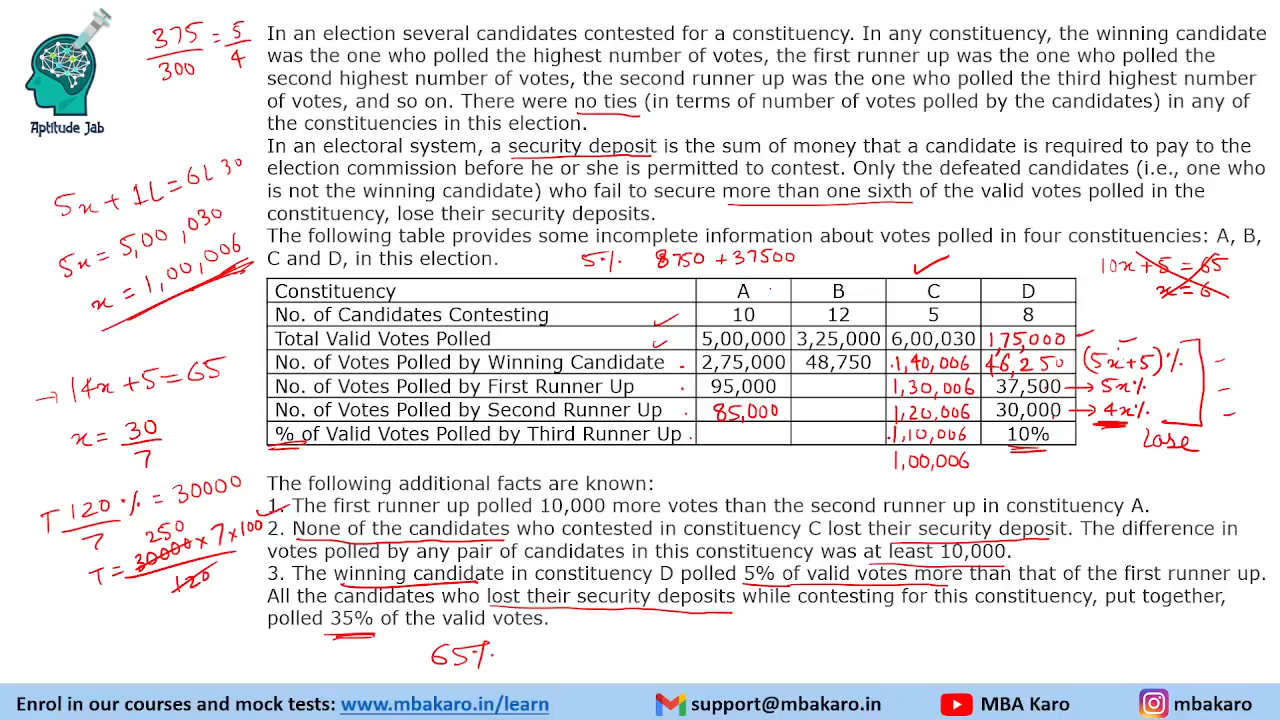 375/300 = 5/4
Aptitude Jab
In an election several candidates contested for a constituency. In any constituency, the winning candidate
was the one who polled the highest number of votes, the first runner up was the one who polled the
second highest number of votes, the second runner up was the one who polled the third highest number
of votes, and so on. There were no ties (in terms of number of votes polled by the candidates) in any of
the constituencies in this election.
In an electoral system, a security deposit is the sum of money that a candidate is required to pay to the
election commission before he or she is permitted to contest. Only the defeated candidates (i.e., one who
is not the winning candidate) who fail to secure more than one sixth of the valid votes polled in the
constituency, lose their security deposits.
The following table provides some incomplete information about votes polled in four constituencies: A, B,
C and D, in this election.
5% 8750 + 37500
5x + 1L = 6L 30
5x = 5,00,030
x = 1,00,006
10x + 5 = 65
x = 6
Constituency A B C D
No. of Candidates Contesting 10 12 5 8
Total Valid Votes Polled 5,00,000 3,25,000 6,00,030 1,75,000
No. of Votes Polled by Winning Candidate 2,75,000 48,750 1,40,006 46,250 (5x+5)%
No. of Votes Polled by First Runner Up 95,000 1,30,006 37,500 → 5x%
No. of Votes Polled by Second Runner Up 85,000 1,20,006 30,000 → 4x%
% of Valid Votes Polled by Third Runner Up 1,10,006 10% lose
1,00,006
→ 14x + 5 = 65
x = 30/7
T 120/7 % = 30000
250
T = 30000 x 7 x 100/120
The following additional facts are known:
1. The first runner up polled 10,000 more votes than the second runner up in constituency A.
2. None of the candidates who contested in constituency C lost their security deposit. The difference in
votes polled by any pair of candidates in this constituency was at least 10,000.
3. The winning candidate in constituency D polled 5% of valid votes more than that of the first runner up.
All the candidates who lost their security deposits while contesting for this constituency, put together,
polled 35% of the valid votes.
65%
Enrol in our courses and mock tests: www.mbakaro.in/learn support@mbakaro.in MBA Karo mbakaro